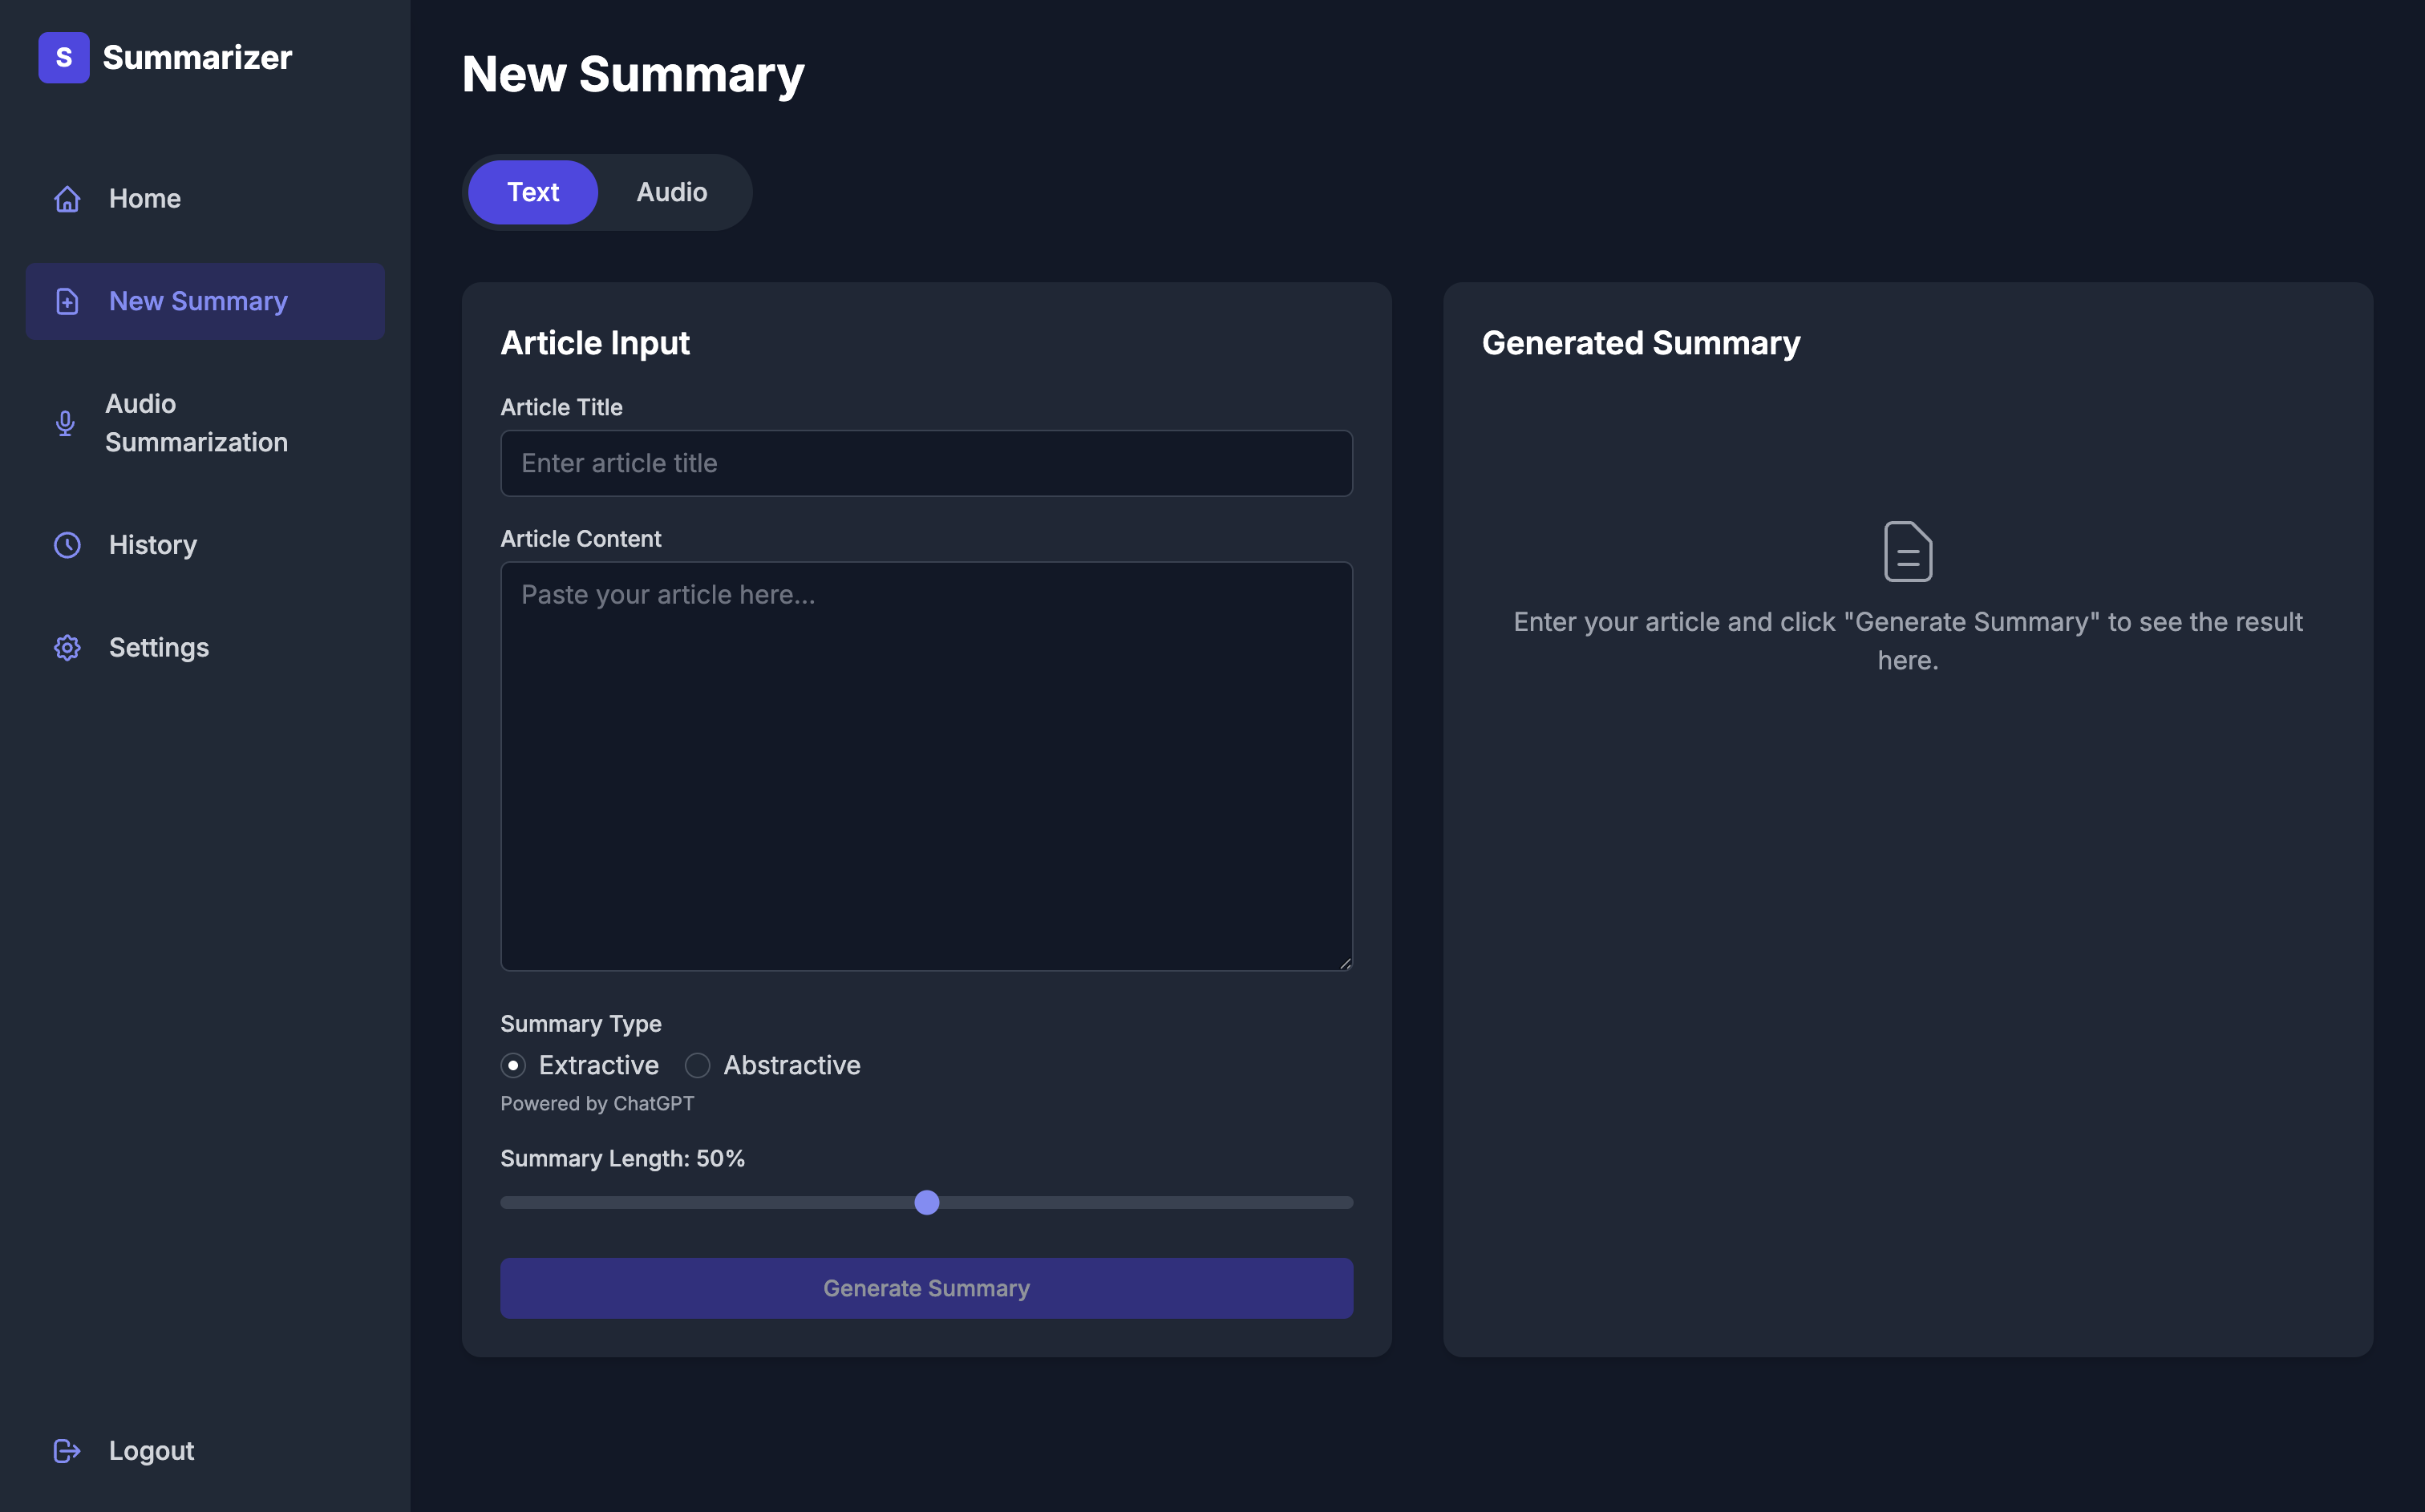 S
Summarizer
Home
New Summary
Audio
Summarization
History
Settings
Logout
New Summary
Text
Audio
Article Input
Article Title
Enter article title
Article Content
Paste your article here...
Summary Type
Extractive
Abstractive
Powered by ChatGPT
Summary Length: 50%
Generate Summary
Generated Summary
Enter your article and click "Generate Summary" to see the result
here.